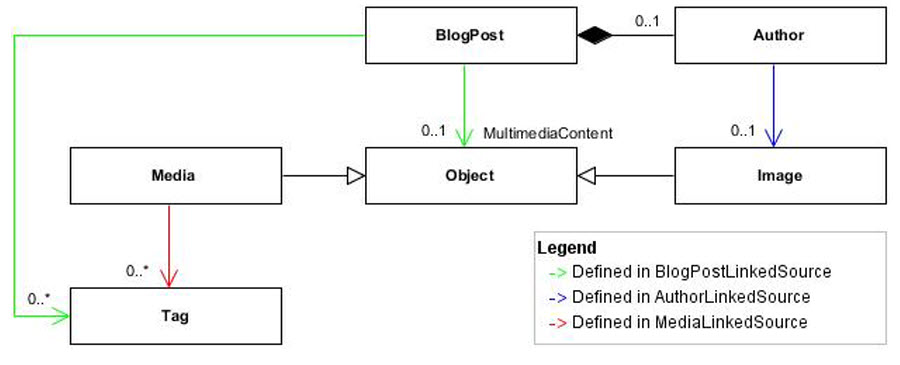 BlogPost
0..1
Author
0..1
MultimediaContent
0..1
Media
Object
Image
Legend
-> Defined in BlogPostLinkedSource
-> Defined in AuthorLinkedSource
-> Defined in MediaLinkedSource
0..*
0..*
Tag